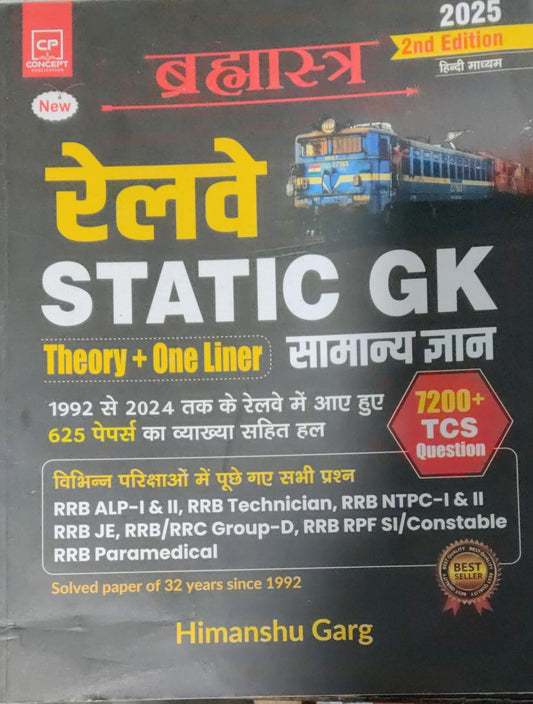 2025
2nd Edition
हिन्दी माध्यम
CP
CONCEPT
PUBLICATION
New
ब्रह्मास्त्र
रेलवे
STATIC GK
Theory + One Liner
सामान्य ज्ञान
1992 से 2024 तक के रेलवे में आए हुए
625 पेपर्स का व्याख्या सहित हल
7200+
TCS
Question
विभिन्न परिक्षाओं में पूछे गए सभी प्रश्न
RRB ALP-I & II, RRB Technician, RRB NTPC-I & II
RRB JE, RRB/RRC Group-D, RRB RPF SI/Constable
RRB Paramedical
BEST QUALITY
BEST
SELLER
Solved paper of 32 years since 1992
Himanshu Garg